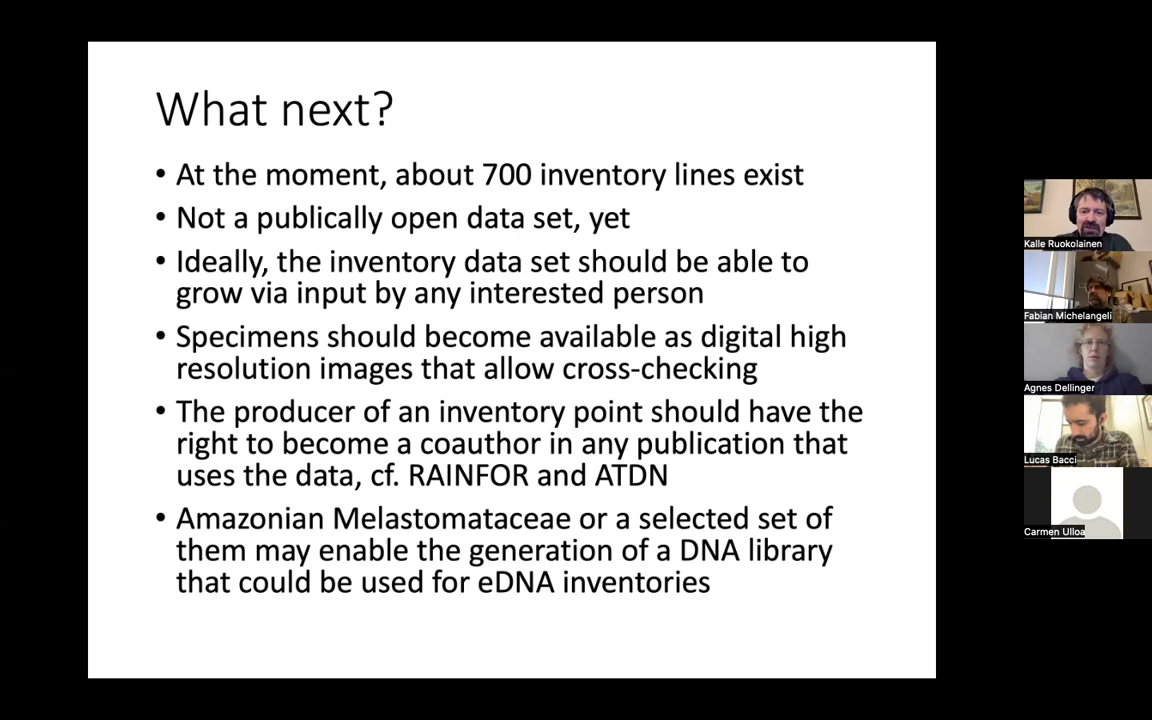 What next?
• At the moment, about 700 inventory lines exist
• Not a publically open data set, yet
• Ideally, the inventory data set should be able to
grow via input by any interested person
• Specimens should become available as digital high
resolution images that allow cross-checking
• The producer of an inventory point should have the
right to become a coauthor in any publication that
uses the data, cf. RAINFOR and ATDN
• Amazonian Melastomataceae or a selected set of
them may enable the generation of a DNA library
that could be used for eDNA inventories
Kalle Ruokolainen
Fabian Michelangeli
Agnes Dellinger
Lucas Bacci
Carmen Ulloa